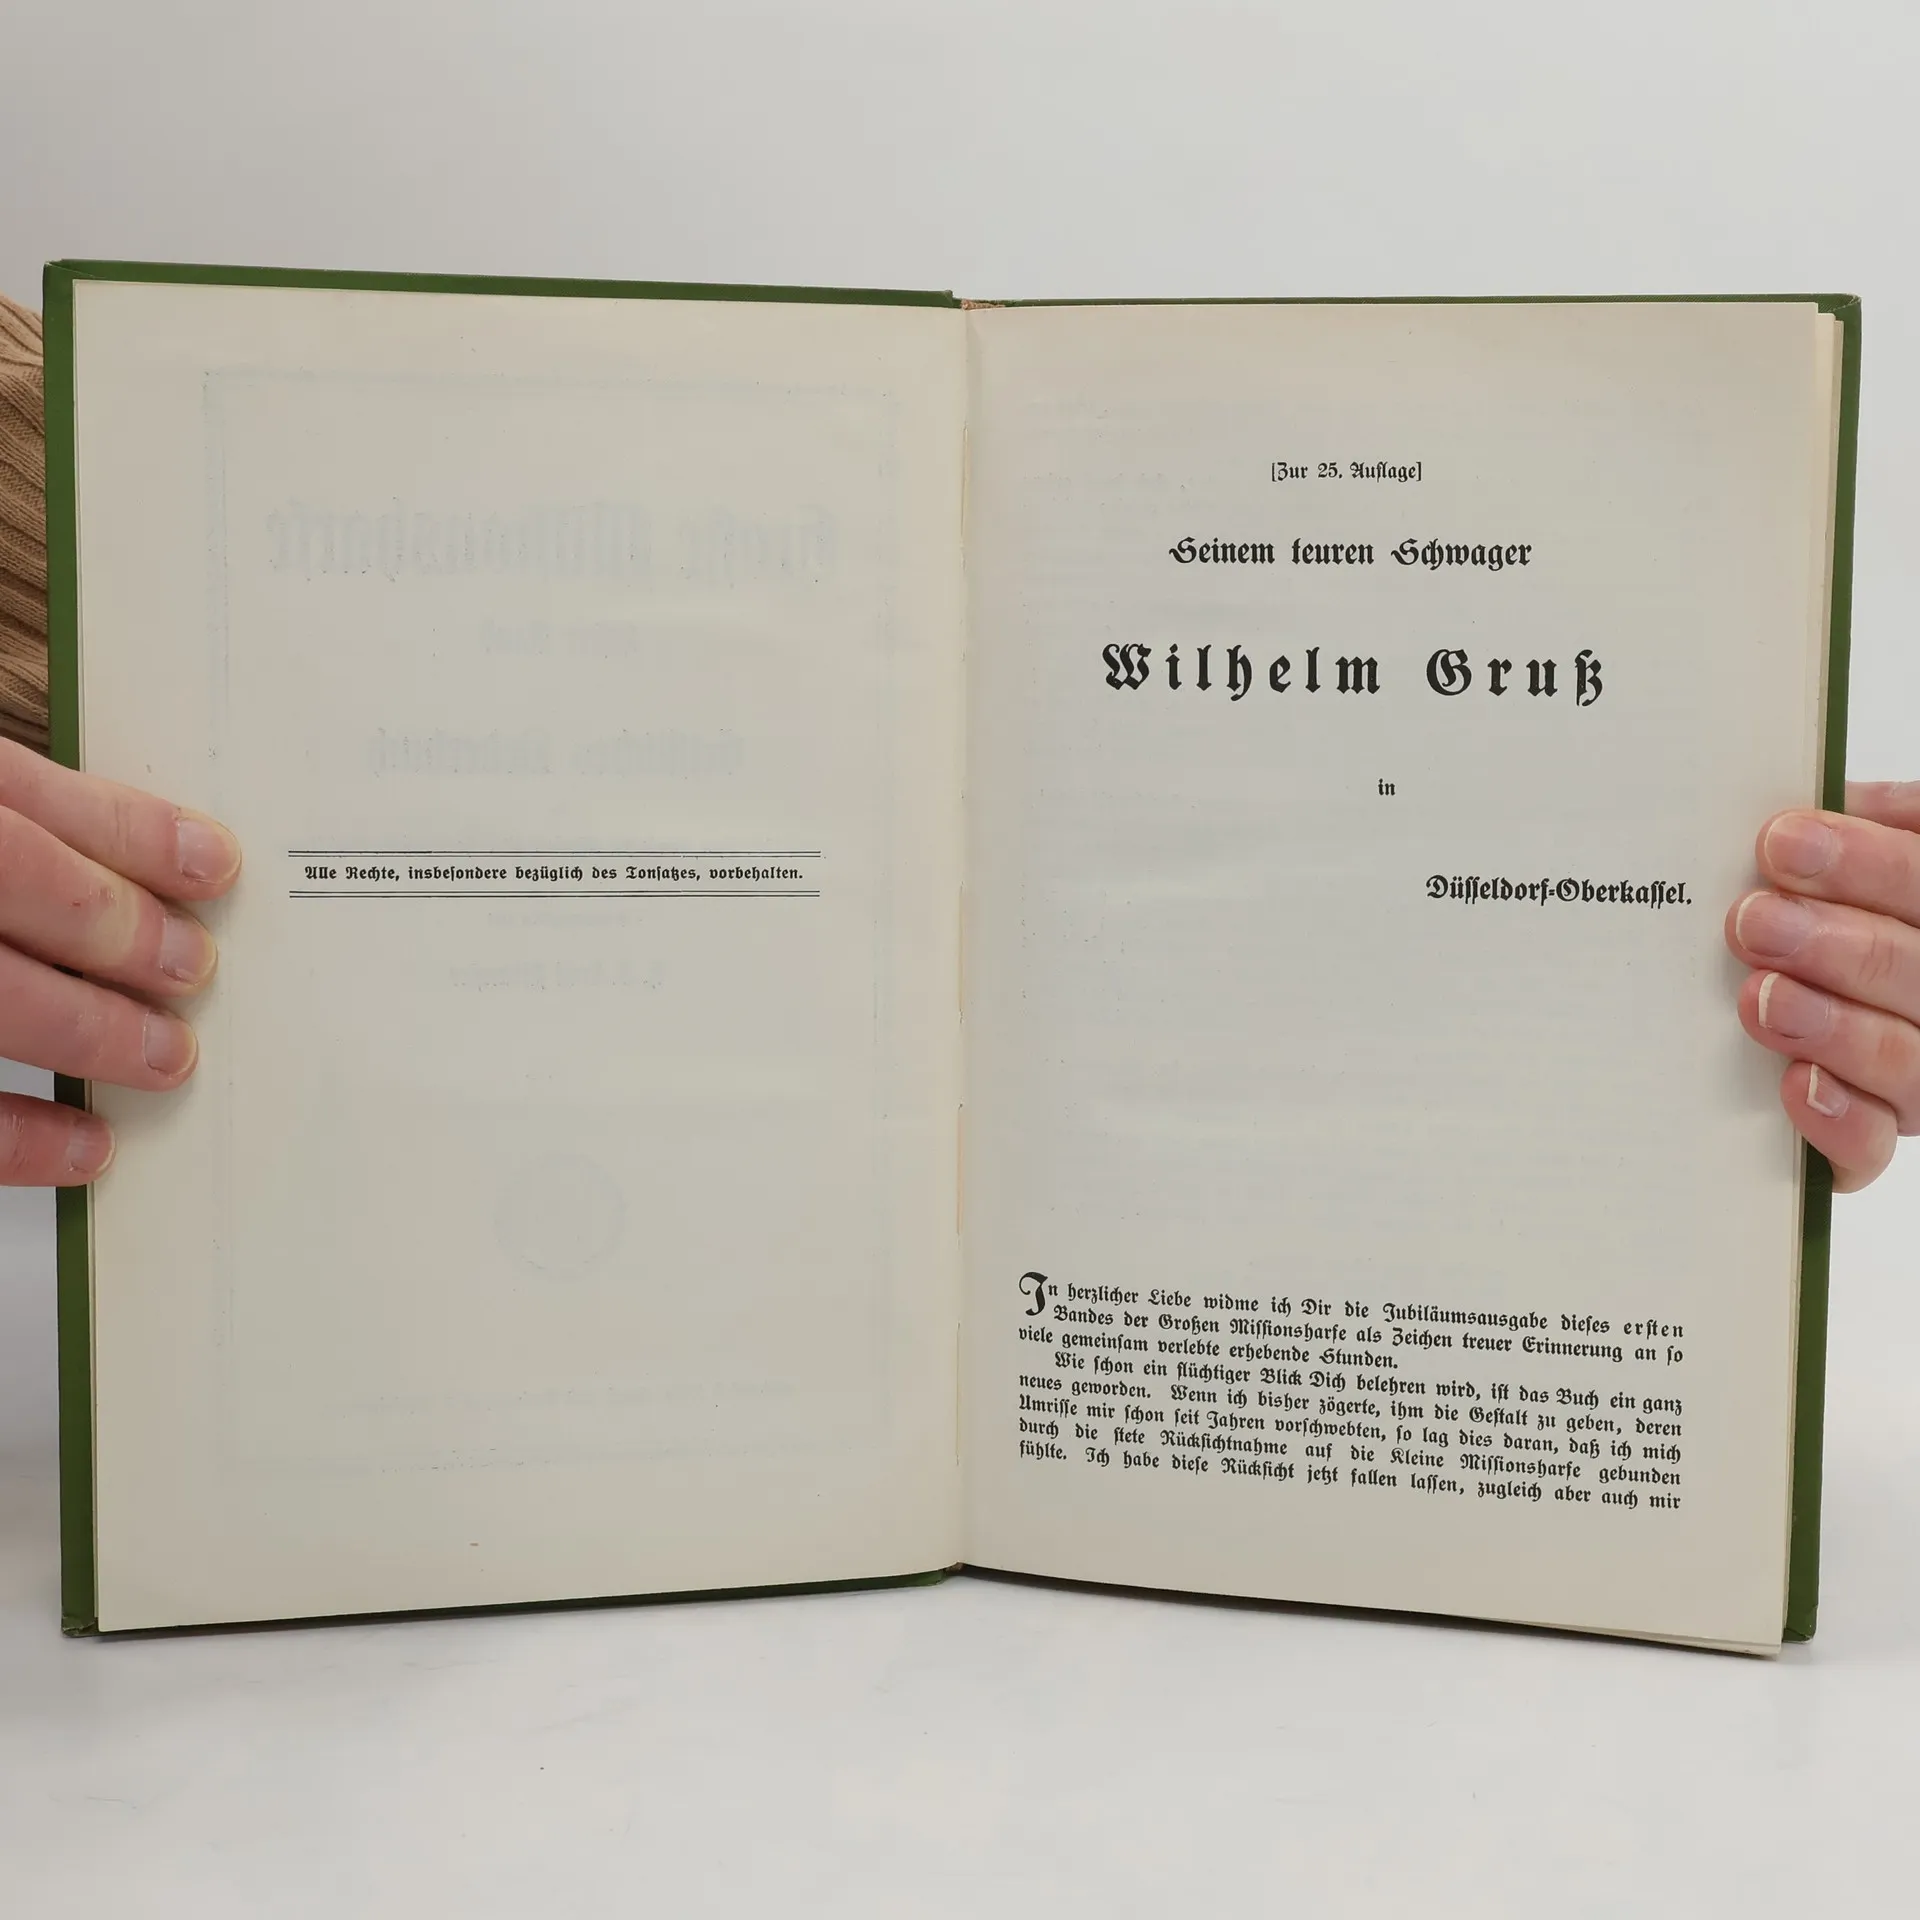 Alle Rechte, insbesondere bezüglich des Tonsatzes, vorbehalten.
[Zur 25. Auflage]
Seinem teuren Schwager
Wilhelm Gruß
in
Düsseldorf-Oberkassel.
In herzlicher Liebe widme ich Dir die Jubiläumsausgabe dieses ersten
Bandes der Großen Missionsharfe als Zeichen treuer Erinnerung an so
viele gemeinsam verlebte erhebende Stunden.
Wie schon ein flüchtiger Blick Dich belehren wird, ist das Buch ein ganz
neues geworden. Wenn ich bisher zögerte, ihm die Gestalt zu geben, deren
Umrisse mir schon seit Jahren vorschwebten, so lag dies daran, daß ich mich
durch die stete Rücksichtnahme auf die Kleine Missionsharfe gebunden
fühlte. Ich habe diese Rücksicht jetzt fallen lassen, zugleich aber auch mir